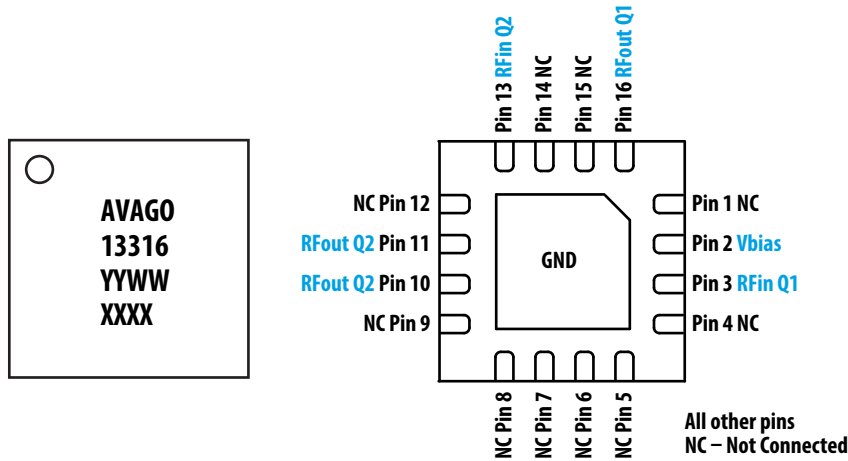 AVAGO
13316
YYWW
XXXX
Pin 13 RFin Q2
Pin 14 NC
Pin 15 NC
Pin 16 RFout Q1
NC Pin 12
RFout Q2 Pin 11
RFout Q2 Pin 10
NC Pin 9
GND
Pin 1 NC
Pin 2 Vbias
Pin 3 RFin Q1
Pin 4 NC
NC Pin 8
NC Pin 7
NC Pin 6
NC Pin 5
All other pins
NC – Not Connected